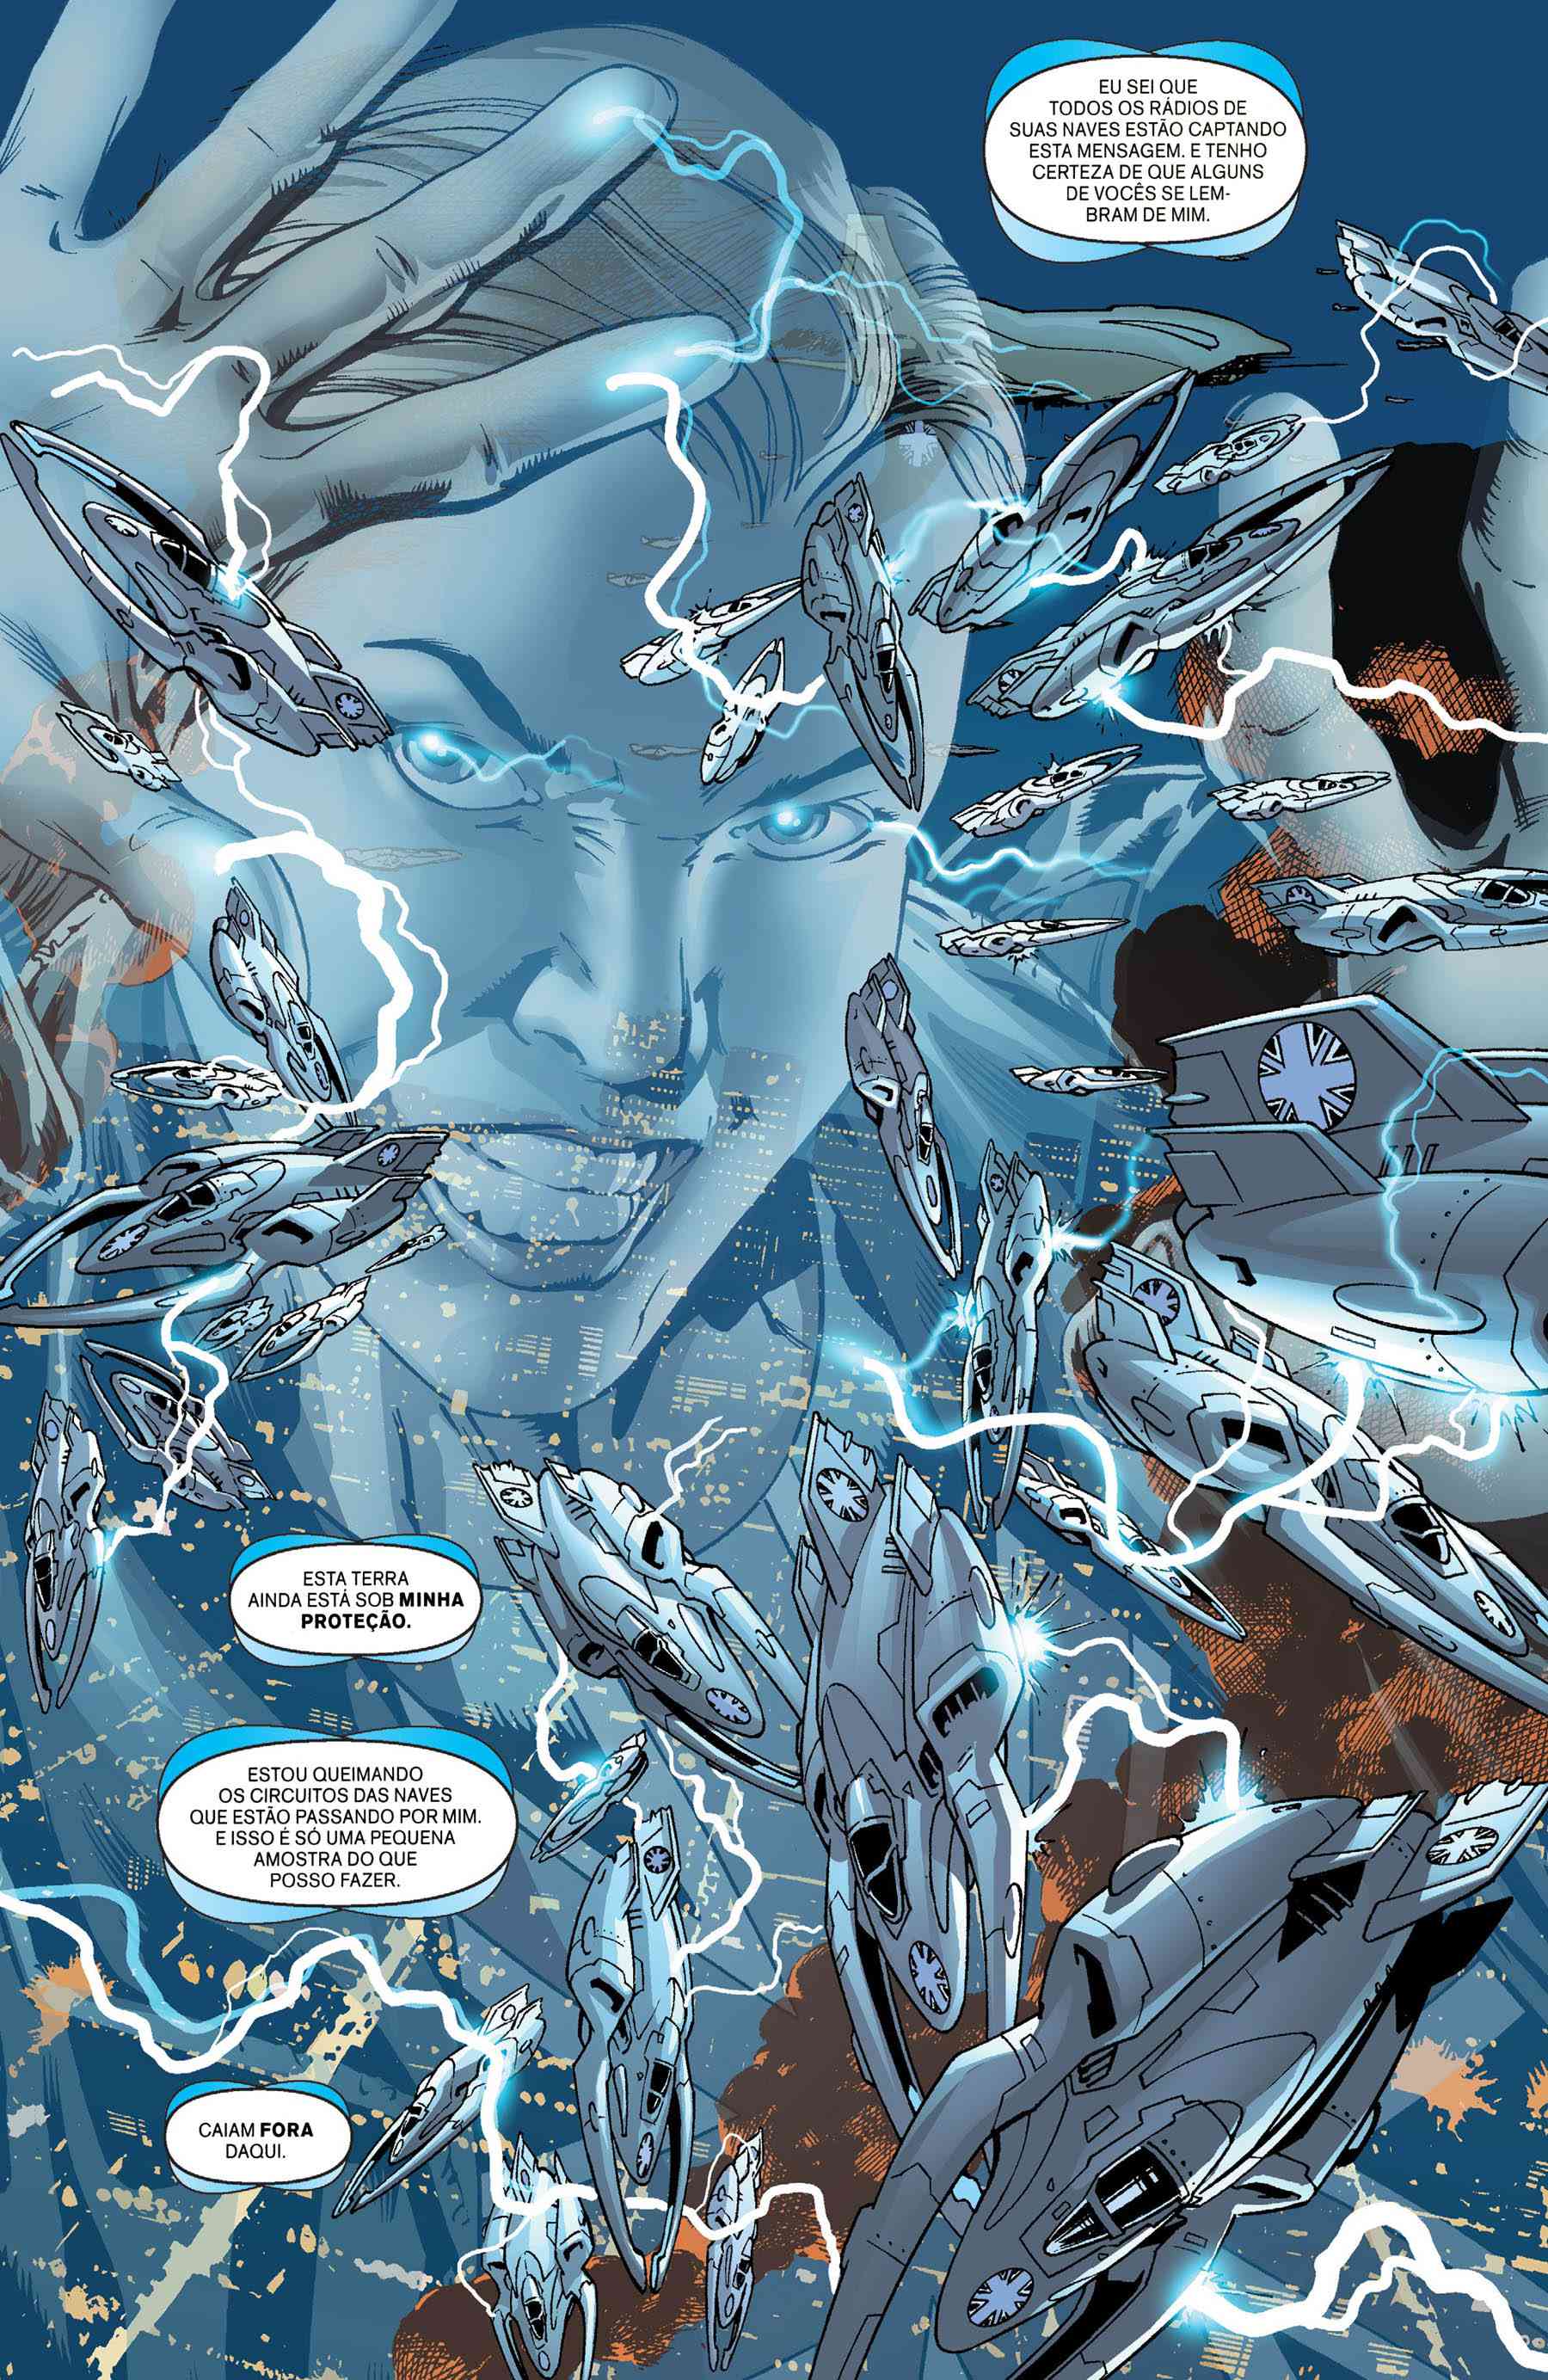 EU SEI QUE
TODOS OS RÁDIOS DE
SUAS NAVES ESTÃO CAPTANDO
ESTA MENSAGEM. E TENHO
CERTEZA DE QUE ALGUNS
DE VOCÊS SE LEM-
BRAM DE MIM.
ESTA TERRA
AINDA ESTÁ SOB MINHA
PROTEÇÃO.
ESTOU QUEIMANDO
OS CIRCUITOS DAS NAVES
QUE ESTÃO PASSANDO POR MIM.
E ISSO É SÓ UMA PEQUENA
AMOSTRA DO QUE
POSSO FAZER.
CAIAM FORA
DAQUI.